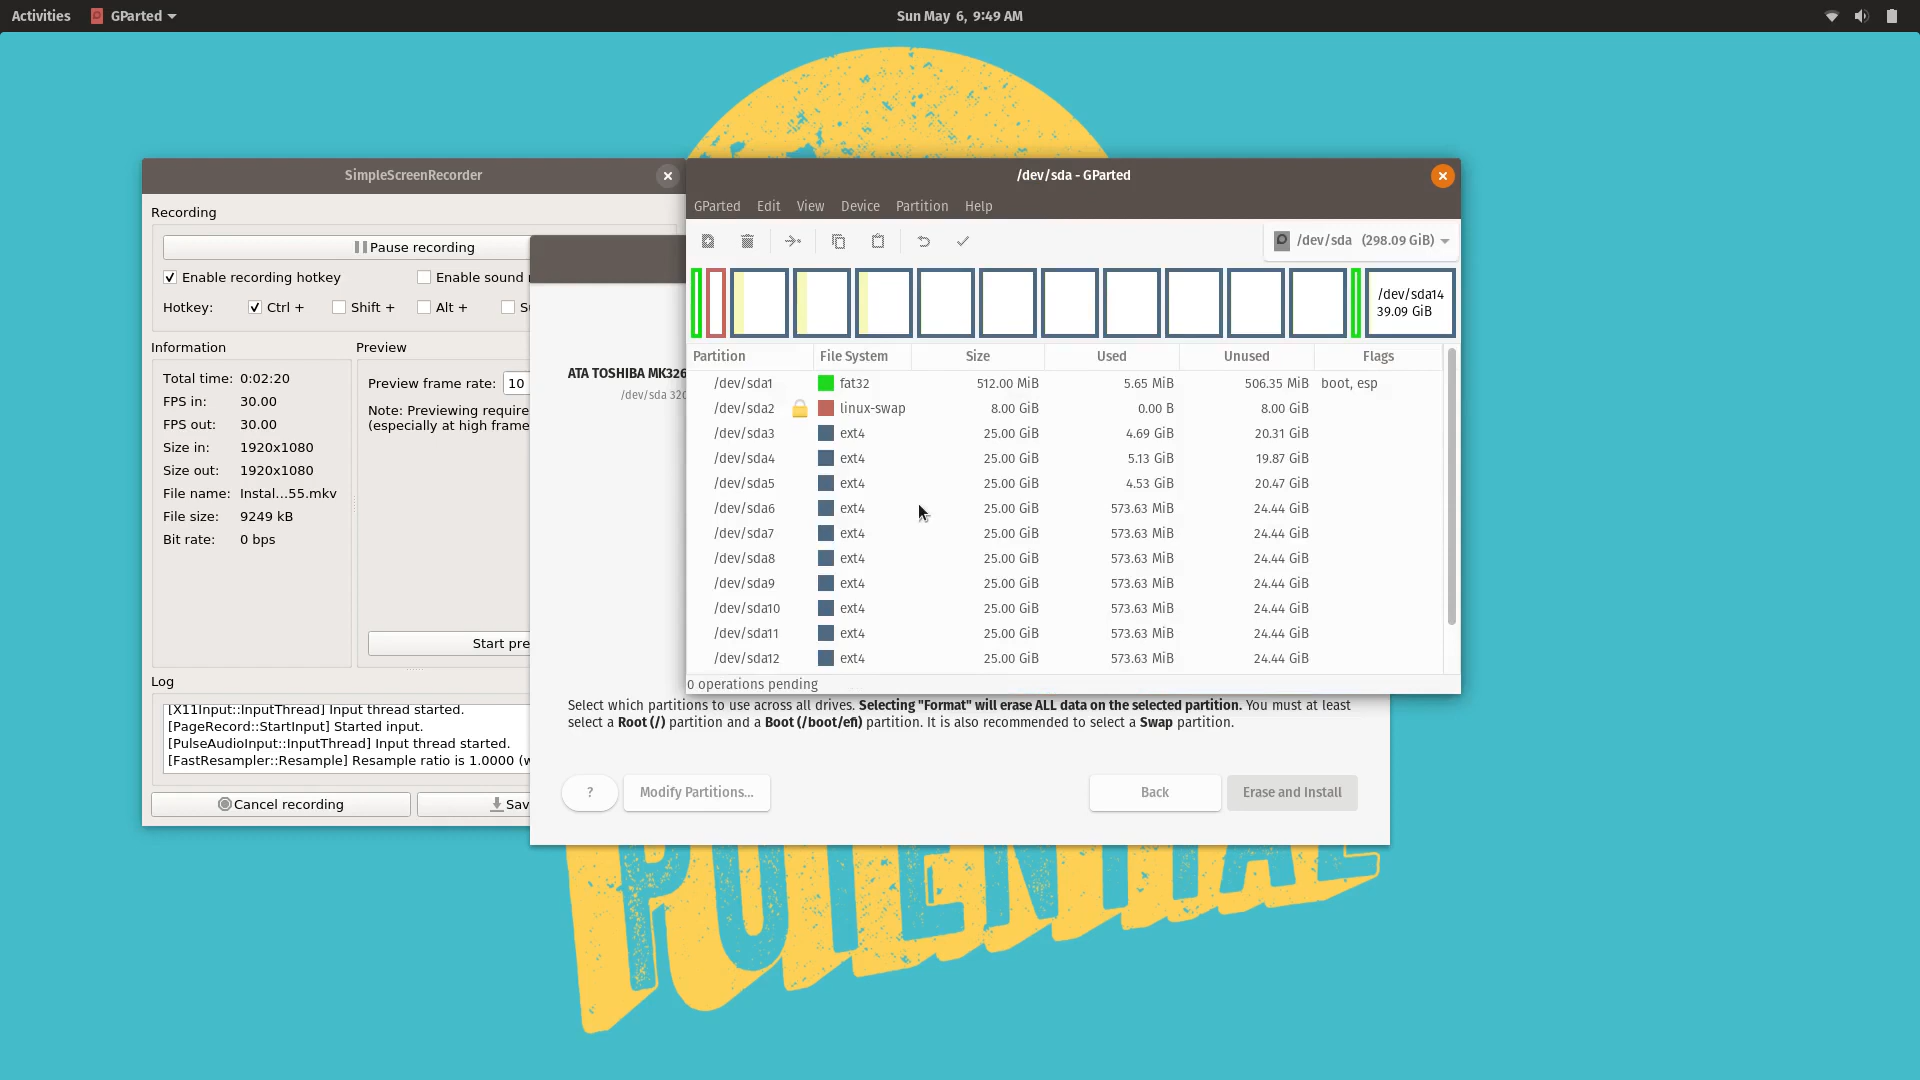 Activities
GParted
Sun May 6, 9:49 AM
SimpleScreenRecorder
Recording
Pause recording
Enable recording hotkey
Enable sound
Hotkey:
Ctrl +
Shift +
Alt +
Information
Total time: 0:02:20
FPS in: 30.00
FPS out: 30.00
Size in: 1920x1080
Size out: 1920x1080
File name: Instal...55.mkv
File size: 9249 kB
Bit rate: 0 bps
Preview
Preview frame rate: 10
Note: Previewing require
(especially at high frame
Start pre
Log
[X11Input::InputThread] Input thread started.
[PageRecord::StartInput] Started input.
[PulseAudioInput::InputThread] Input thread started.
[FastResampler::Resample] Resample ratio is 1.0000 (w
Cancel recording
Sav
/dev/sda - GParted
GParted Edit View Device Partition Help
/dev/sda (298.09 GiB)
/dev/sda14
39.09 GiB
Partition File System Size Used Unused Flags
/dev/sda1 fat32 512.00 MiB 5.65 MiB 506.35 MiB boot, esp
/dev/sda2 linux-swap 8.00 GiB 0.00 B 8.00 GiB
/dev/sda3 ext4 25.00 GiB 4.69 GiB 20.31 GiB
/dev/sda4 ext4 25.00 GiB 5.13 GiB 19.87 GiB
/dev/sda5 ext4 25.00 GiB 4.53 GiB 20.47 GiB
/dev/sda6 ext4 25.00 GiB 573.63 MiB 24.44 GiB
/dev/sda7 ext4 25.00 GiB 573.63 MiB 24.44 GiB
/dev/sda8 ext4 25.00 GiB 573.63 MiB 24.44 GiB
/dev/sda9 ext4 25.00 GiB 573.63 MiB 24.44 GiB
/dev/sda10 ext4 25.00 GiB 573.63 MiB 24.44 GiB
/dev/sda11 ext4 25.00 GiB 573.63 MiB 24.44 GiB
/dev/sda12 ext4 25.00 GiB 573.63 MiB 24.44 GiB
0 operations pending
ATA TOSHIBA MK326
/dev/sda 320
Select which partitions to use across all drives. Selecting "Format" will erase ALL data on the selected partition. You must at least
select a Root (/) partition and a Boot (/boot/efi) partition. It is also recommended to select a Swap partition.
?
Modify Partitions...
Back
Erase and Install
POTENTIAL